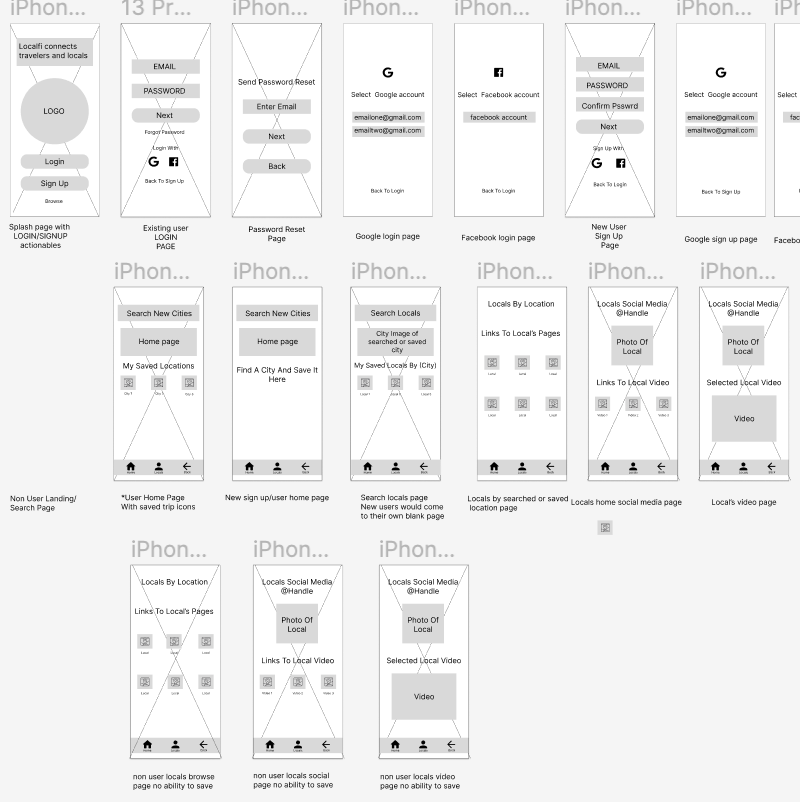 iPhon...
13 Pr...
iPhon...
iPhon...
iPhon...
iPhon...
iPhon...
iPho
Localfi connects
travelers and locals
LOGO
Login
Sign Up
Browse
Splash page with
LOGIN/SIGNUP
actionables
EMAIL
PASSWORD
Next
Forgot Password
Login With
Back To Sign Up
Existing user
LOGIN
PAGE
Send Password Reset
Enter Email
Next
Back
Password Reset
Page
G
Select Google account
emailone@gmail.com
emailtwo@gmail.com
Back To Login
Google login page
Select Facebook account
facebook account
Back To Login
Facebook login page
EMAIL
PASSWORD
Confirm Psswrd
Next
Sign Up With
G
Back To Login
New User
Sign Up
Page
G
Select Google account
emailone@gmail.com
emailtwo@gmail.com
Back To Sign Up
Google sign up page
Select
fac
Facebo
Non User Landing/
Search Page
iPhon...
Search New Cities
Home page
My Saved Locations
City 1
City 3
Home
Locals
Back
*User Home Page
With saved trip icons
iPhon...
Search New Cities
Home page
Find A City And Save It
Here
Home
Locals
Back
New sign up/user home page
iPhon...
Search Locals
City Image of
searched or saved
city
My Saved Locals By (City)
Local 1
Local 3
Home
Locals
Back
Search locals page
New users would come
to their own blank page
iPhon...
Locals By Location
Links To Local's Pages
Local
Local
Local
Local
Local
Local
Home
Locals
Back
Locals by searched or saved
location page
iPhon...
Locals Social Media
@Handle
Photo Of
Local
Links To Local Video
Video 1
Video 2
Video 3
Home
Locals
Back
Locals home social media page
iPhon...
Locals Social Media
@Handle
Photo Of
Local
Selected Local Video
Video
Home
Locals
Back
Local's video page
iPhon...
Locals By Location
Links To Local's Pages
Local
Local
Local
Local
Local
Local
Home
Locals
Back
non user locals browse
page no ability to save
iPhon...
Locals Social Media
@Handle
Photo Of
Local
Links To Local Video
Video 1
Video 2
Video 3
Home
Locals
Back
non user locals social
page no ability to save
iPhon...
Locals Social Media
@Handle
Photo Of
Local
Selected Local Video
Video
Home
Locals
Back
non user locals video
page no ability to save